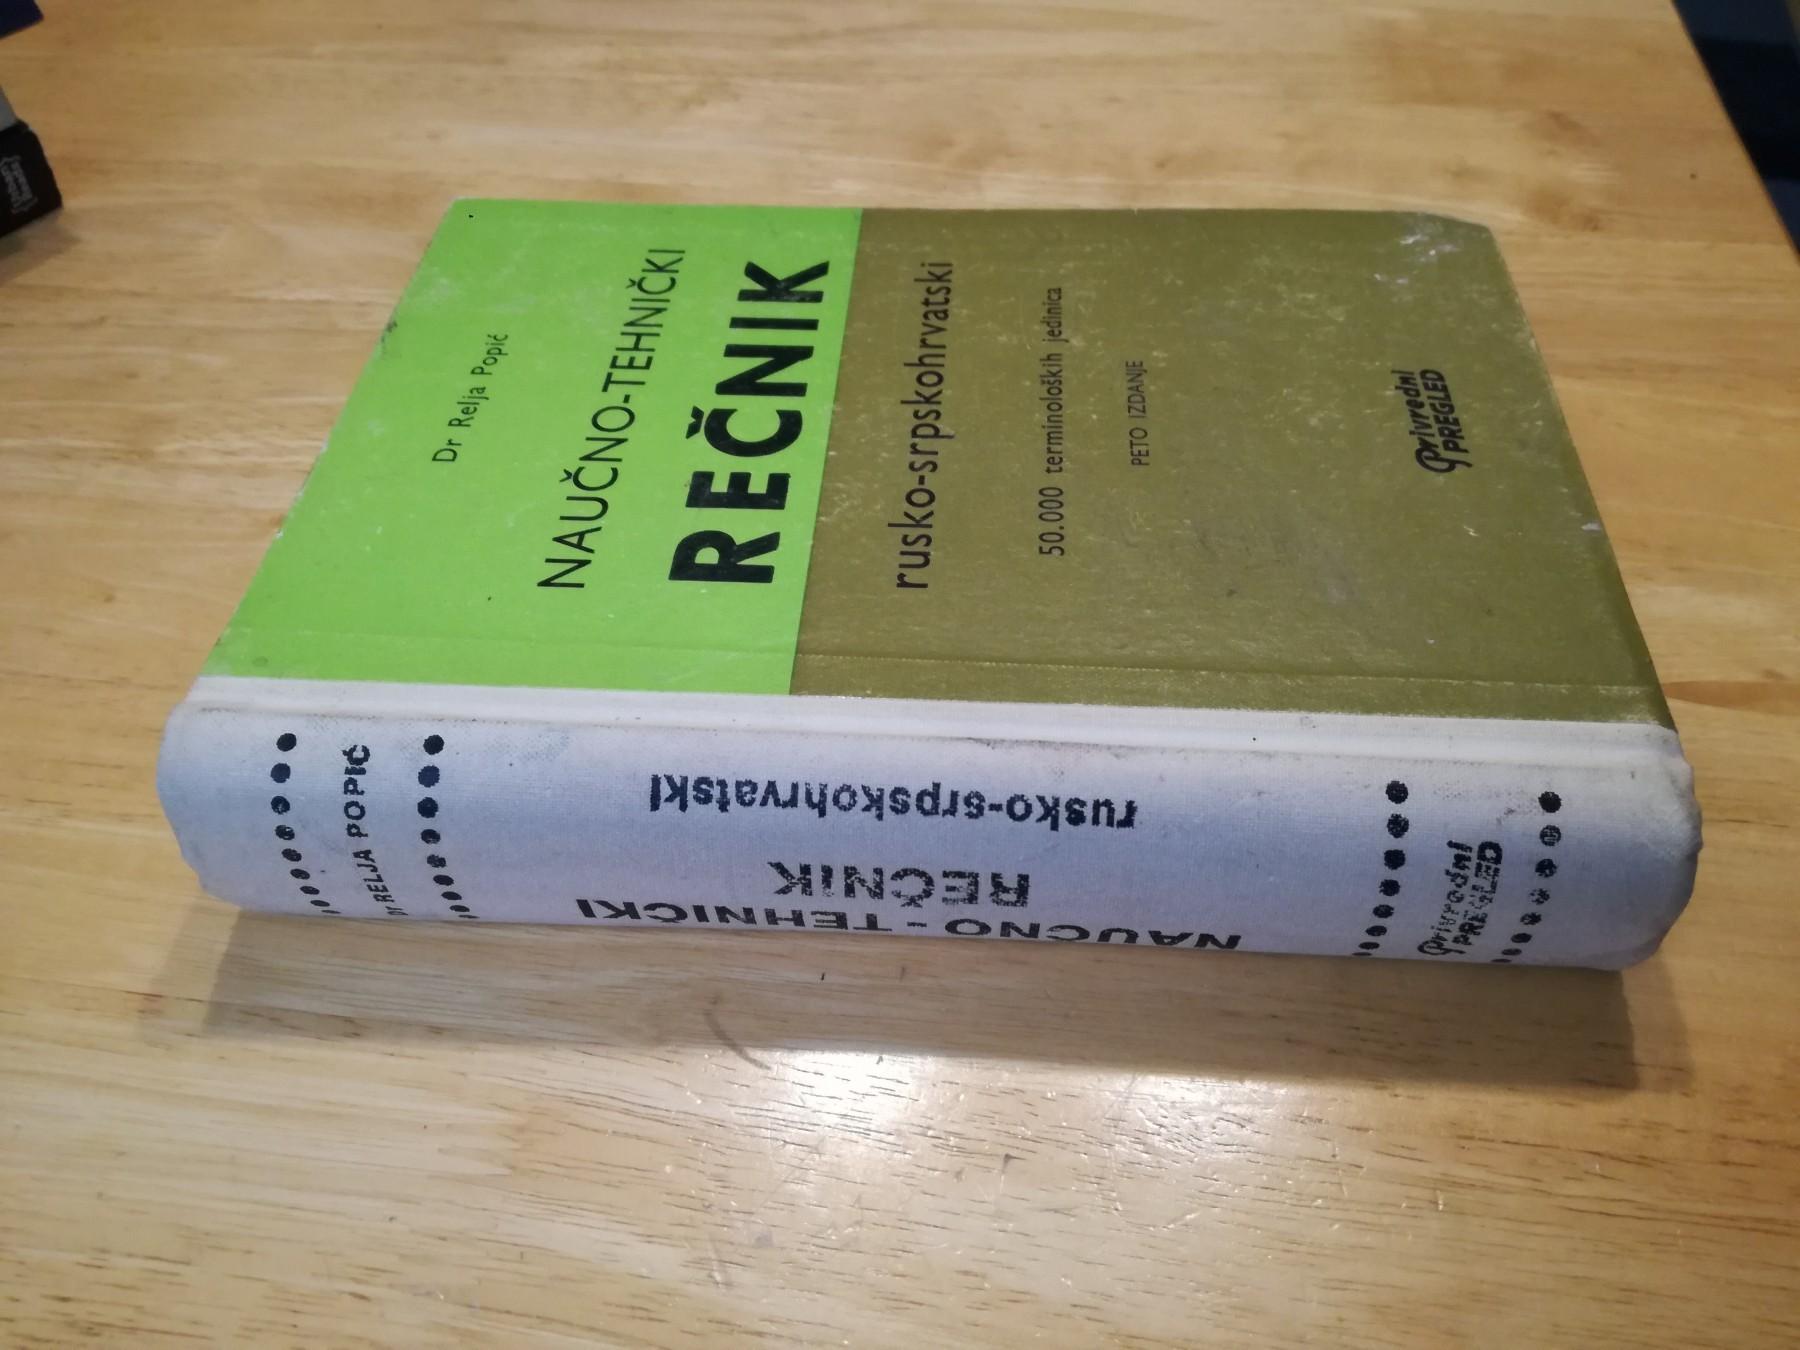 Dr Relja Popić
NAUČNO-TEHNIČKI
REČNIK
rusko-srpskohrvatski
50.000 terminoloških jedinica
PETO IZDANJE
Privredni
PREGLED
Dr RELJA POPIĆ
NAUČNO-TEHNIČKI
REČNIK
rusko-srpskohrvatski
Privredni
PREGLED